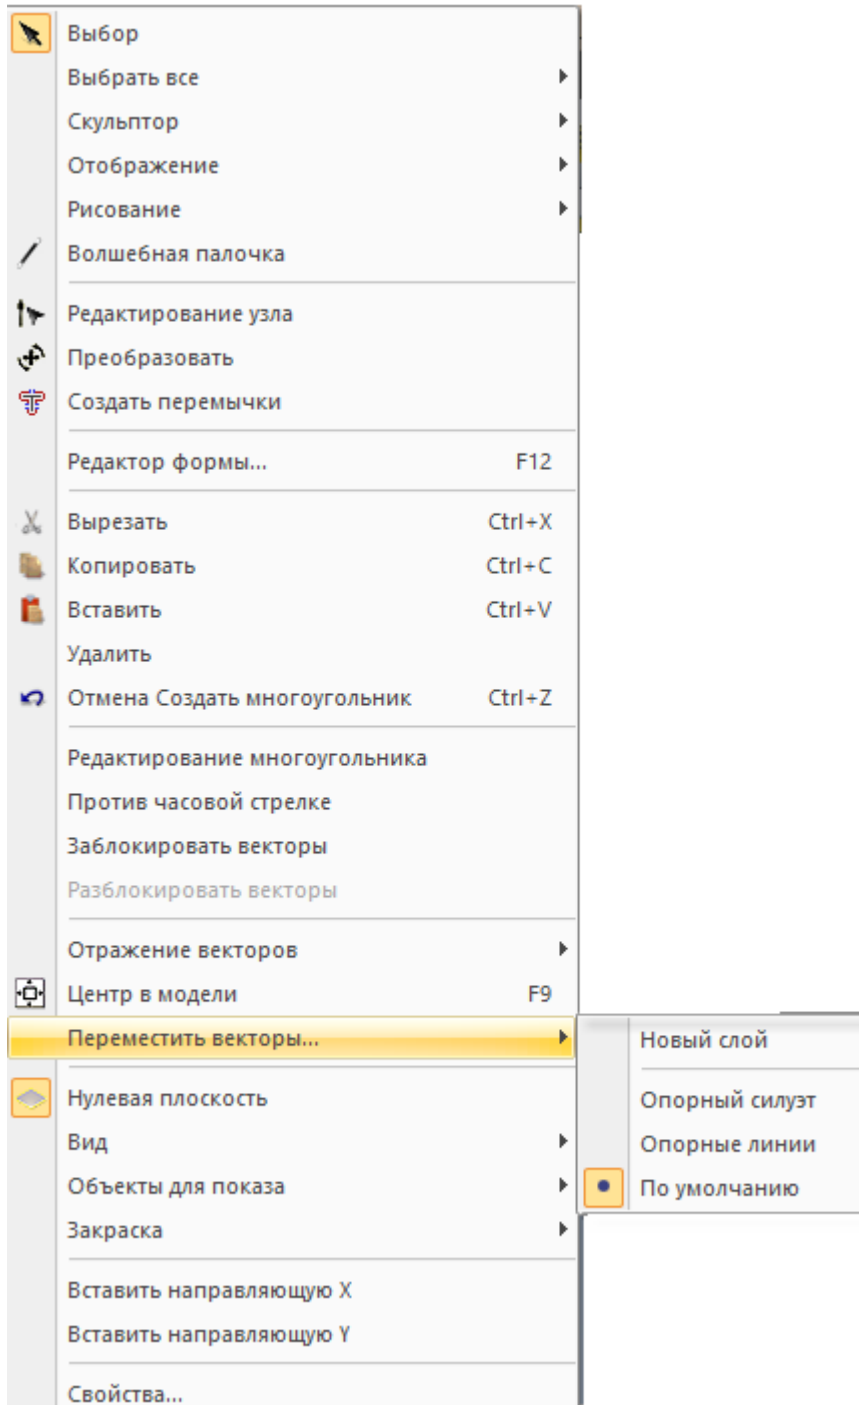 Выбор
Выбрать все
Скульптор
Отображение
Рисование
Волшебная палочка
Редактирование узла
Преобразовать
Создать перемычки
Редактор формы... F12
Вырезать Ctrl+X
Копировать Ctrl+C
Вставить Ctrl+V
Удалить
Отмена Создать многоугольник Ctrl+Z
Редактирование многоугольника
Против часовой стрелке
Заблокировать векторы
Разблокировать векторы
Отражение векторов
Центр в модели F9
Переместить векторы...
Новый слой
Опорный силуэт
Опорные линии
По умолчанию
Нулевая плоскость
Вид
Объекты для показа
Закраска
Вставить направляющую X
Вставить направляющую Y
Свойства...